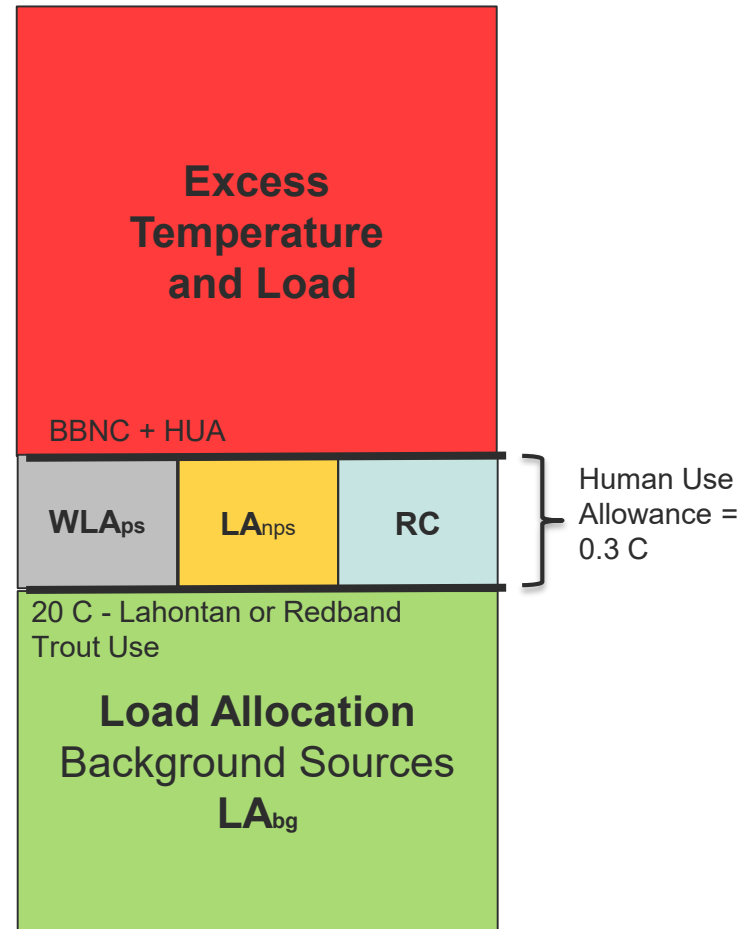 Excess
Temperature
and Load
BBNC + HUA
WLAps
LAnps
RC
Human Use
Allowance =
0.3 C
20 C - Lahontan or Redband
Trout Use
Load Allocation
Background Sources
LAbg